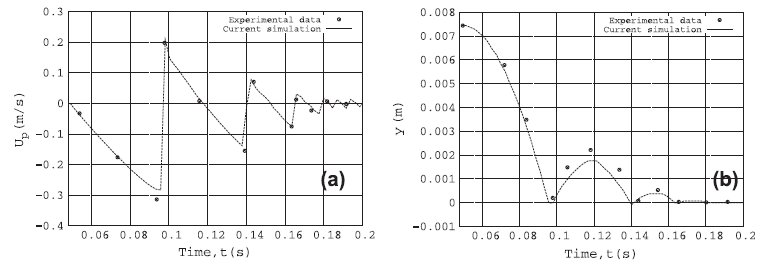 0.3
0.2
0.1
0
-0.1
-0.2
-0.3
-0.4
0.06 0.08 0.1 0.12 0.14 0.16 0.18 0.2
Time,t(s)
Up(m/s)
Experimental data
Current simulation
(a)
0.008
0.007
0.006
0.005
0.004
0.003
0.002
0.001
0
-0.001
0.06 0.08 0.1 0.12 0.14 0.16 0.18 0.2
Time,t(s)
y(m)
Experimental data
Current simulation
(b)